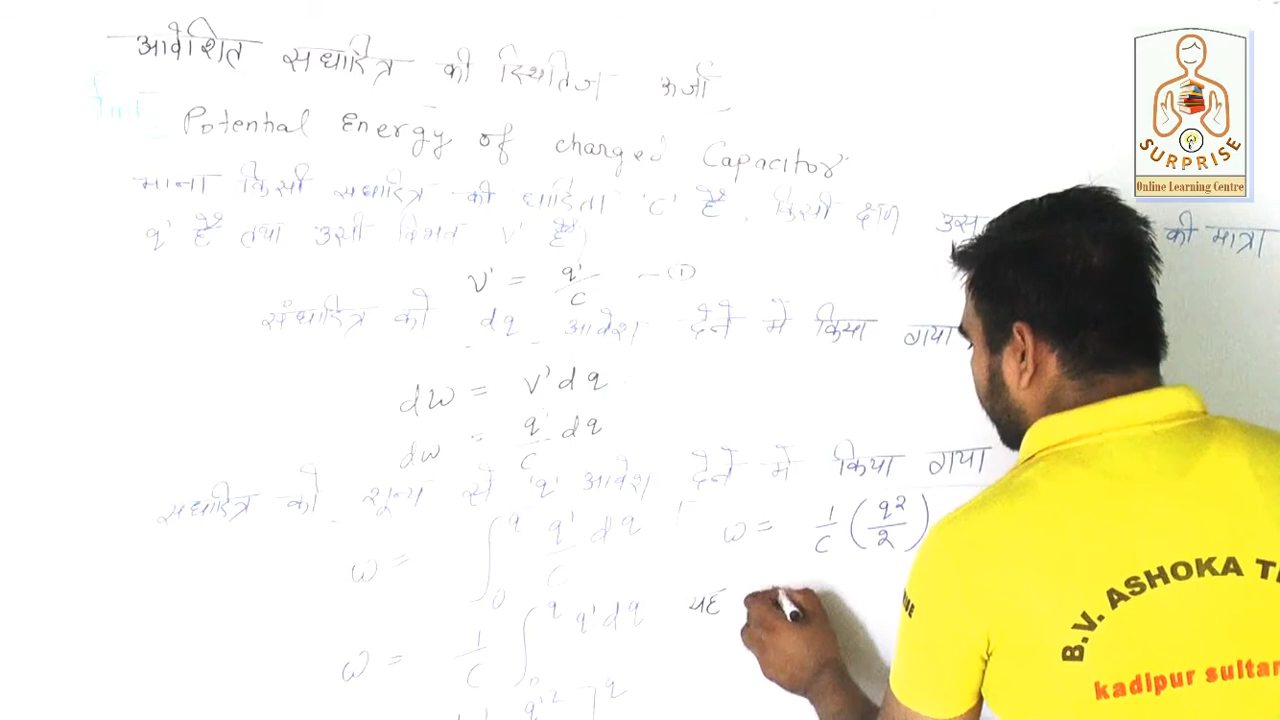 आवेशित संधारित्र की स्थितिज ऊर्जा
Potential Energy of charged Capacitor
माना किसी संधारित्र की धारिता 'C' है . किसी क्षण उस की मात्रा
q' है तथा उसी विभव V' है
V' = q'/C — ①
संधारित्र को dq आवेश देने में किया गया
dw = V'dq
dw = q'/C dq
संधारित्र को शून्य से 'q' आवेश देने में किया गया
w = ∫₀^q q'/C dq
w = 1/C (q²/2)
w = 1/C ∫₀^q q'dq
यह
SURPRISE
Online Learning Centre
B.V. ASHOKA T
kadipur sultan